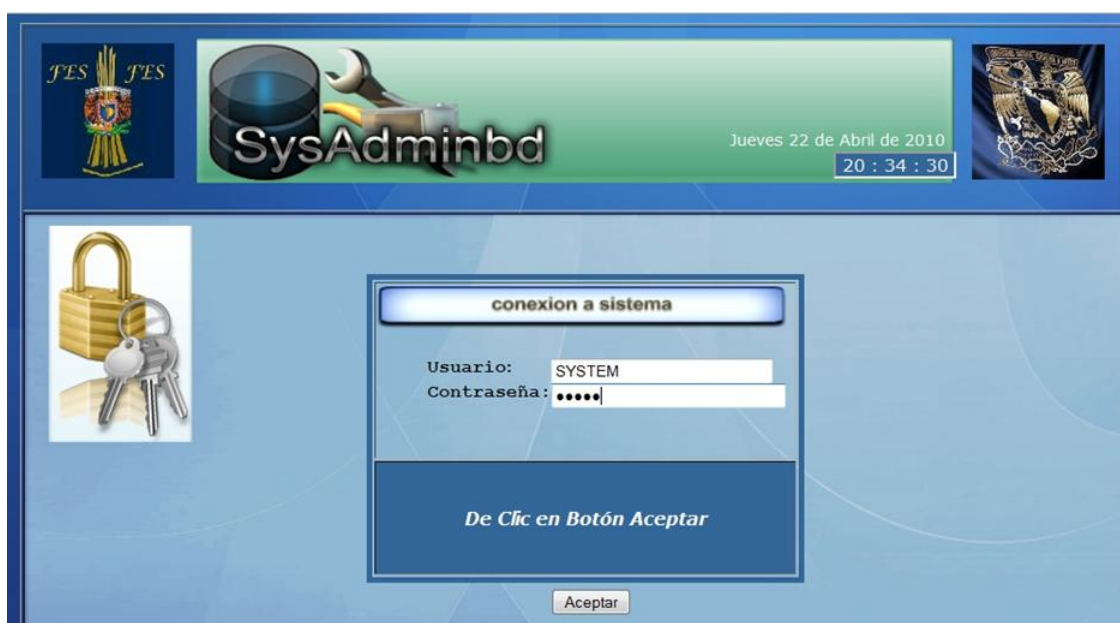 FES FES
SysAdminbd
Jueves 22 de Abril de 2010
20 : 34 : 30
conexion a sistema
Usuario: SYSTEM
Contraseña: •••••
De Clic en Botón Aceptar
Aceptar